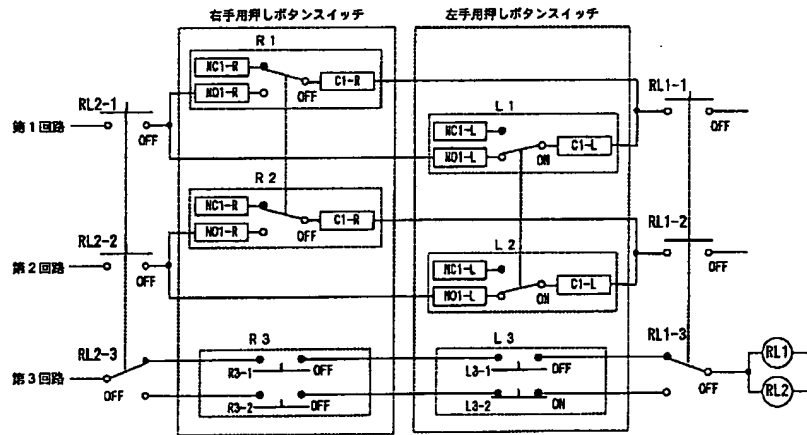 右手用押しボタンスイッチ 左手用押しボタンスイッチ
R1
NC1-R
C1-R
RL1-1
RL2-1
NO1-R
OFF
L1
第1回路
OFF
NC1-L
OFF
NO1-L
C1-L
ON
R2
NC1-R
C1-R
RL1-2
RL2-2
NO1-R
OFF
L2
第2回路
OFF
NC1-L
OFF
NO1-L
C1-L
ON
R3
L3
RL1-3
RL2-3
RL1
第3回路
R3-1
OFF
L3-1
OFF
OFF
OFF
R3-2
OFF
L3-2
ON
RL2